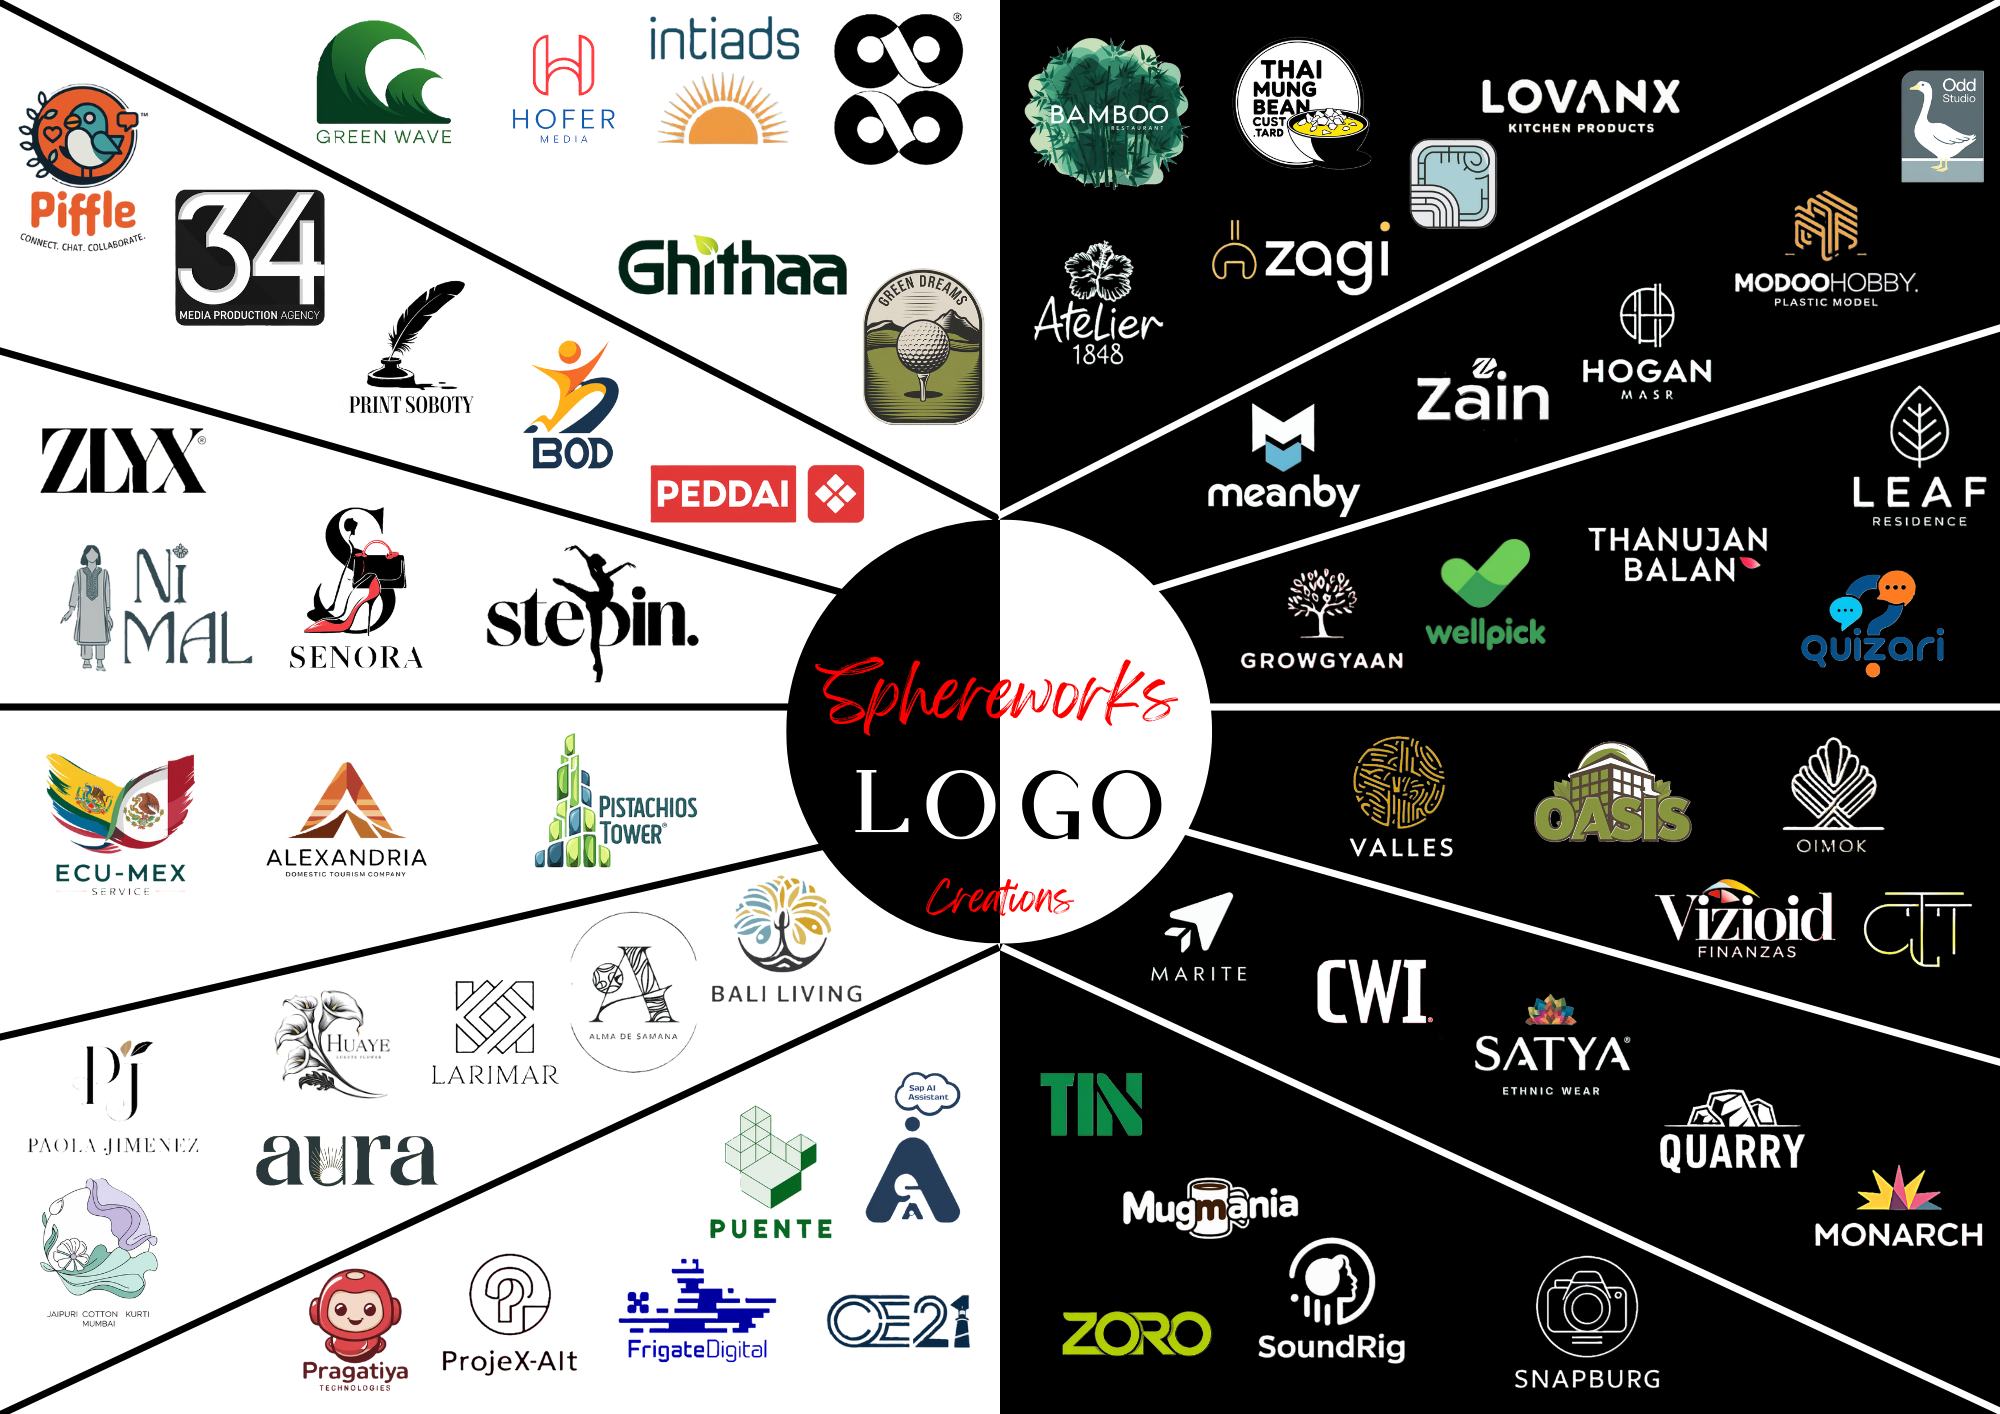 GREEN WAVE
HOFER
MEDIA
intiads
®
Piffle
™
CONNECT. CHAT. COLLABORATE.
34
MEDIA PRODUCTION AGENCY
PRINT SOBOTY
BOD
Ghithaa
GREEN DREAMS
PEDDAI
ZLYX®
NiMAL
S
SENORA
stepin.
ECU-MEX
SERVICE
ALEXANDRIA
DOMESTIC TOURISM COMPANY
PISTACHIOS
TOWER®
Pj
PAOLA JIMENEZ
HUAYE
LARIMAR
A
ALMA DE SAMANA
BALI LIVING
aura
JAIPURI COTTON KURTI
MUMBAI
Pragatiya
TECHNOLOGIES
ProjeX-Alt
PUENTE
Sap AI
Assistant
FrigateDigital
CE21
Sphereworks
LOGO
Creations
BAMBOO
RESTAURANT
THAI
MUNG
BEAN
CUST
.TARD
LOVANX
KITCHEN PRODUCTS
Odd
Studio
Atelier
1848
zagi
MODOOHOBBY.
PLASTIC MODEL
HOGAN
MASR
zain
meanby
LEAF
RESIDENCE
THANUJAN
BALAN
wellpick
GROWGYAAN
quizari
VALLES
OASIS
OIMOK
Vizioid
FINANZAS
MARITE
CWI
SATYA®
ETHNIC WEAR
QUARRY
MONARCH
TIN
Mugmania
ZORO
SoundRig
SNAPBURG